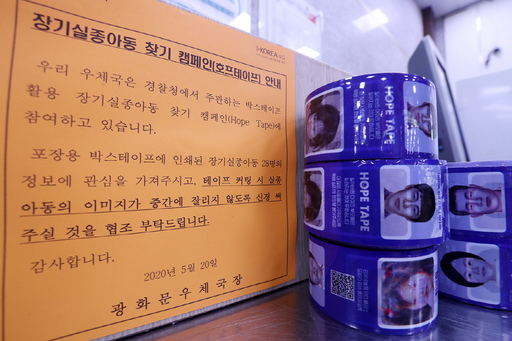 장기실종아동 찾기 캠페인(호프테이프) 안내
우리 우체국은 경찰청에서 주관하는 박스테이프
활용 장기실종아동 찾기 캠페인(Hope Tape)에
참여하고 있습니다.
포장용 박스테이프에 인쇄된 장기실종아동 28명의
정보에 관심을 가져주시고, 테이프 커팅 시 실종
아동의 이미지가 중간에 잘리지 않도록 신경 써
주실 것을 협조 부탁드립니다.
감사합니다.
2020년 5월 20일
광화문우체국장
HOPE TAPE
HOPE TAPE